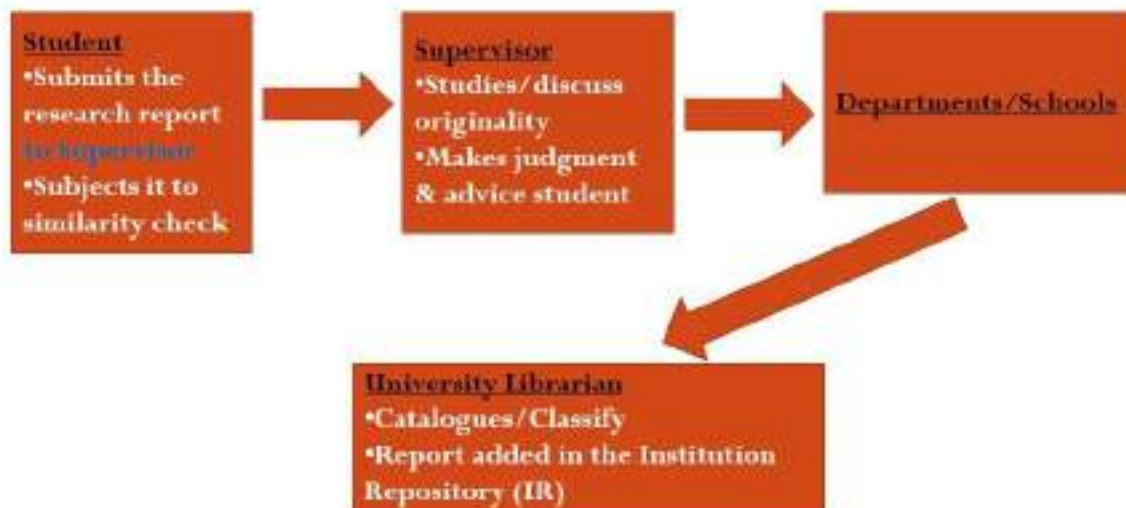 Student
•Submits the
research report
to Supervisor
•Subjects it to
similarity check
Supervisor
•Studies/discuss
originality
•Makes judgment
& advice student
Departments/Schools
University Librarian
•Catalogues/Classify
•Report added in the Institution
Repository (IR)